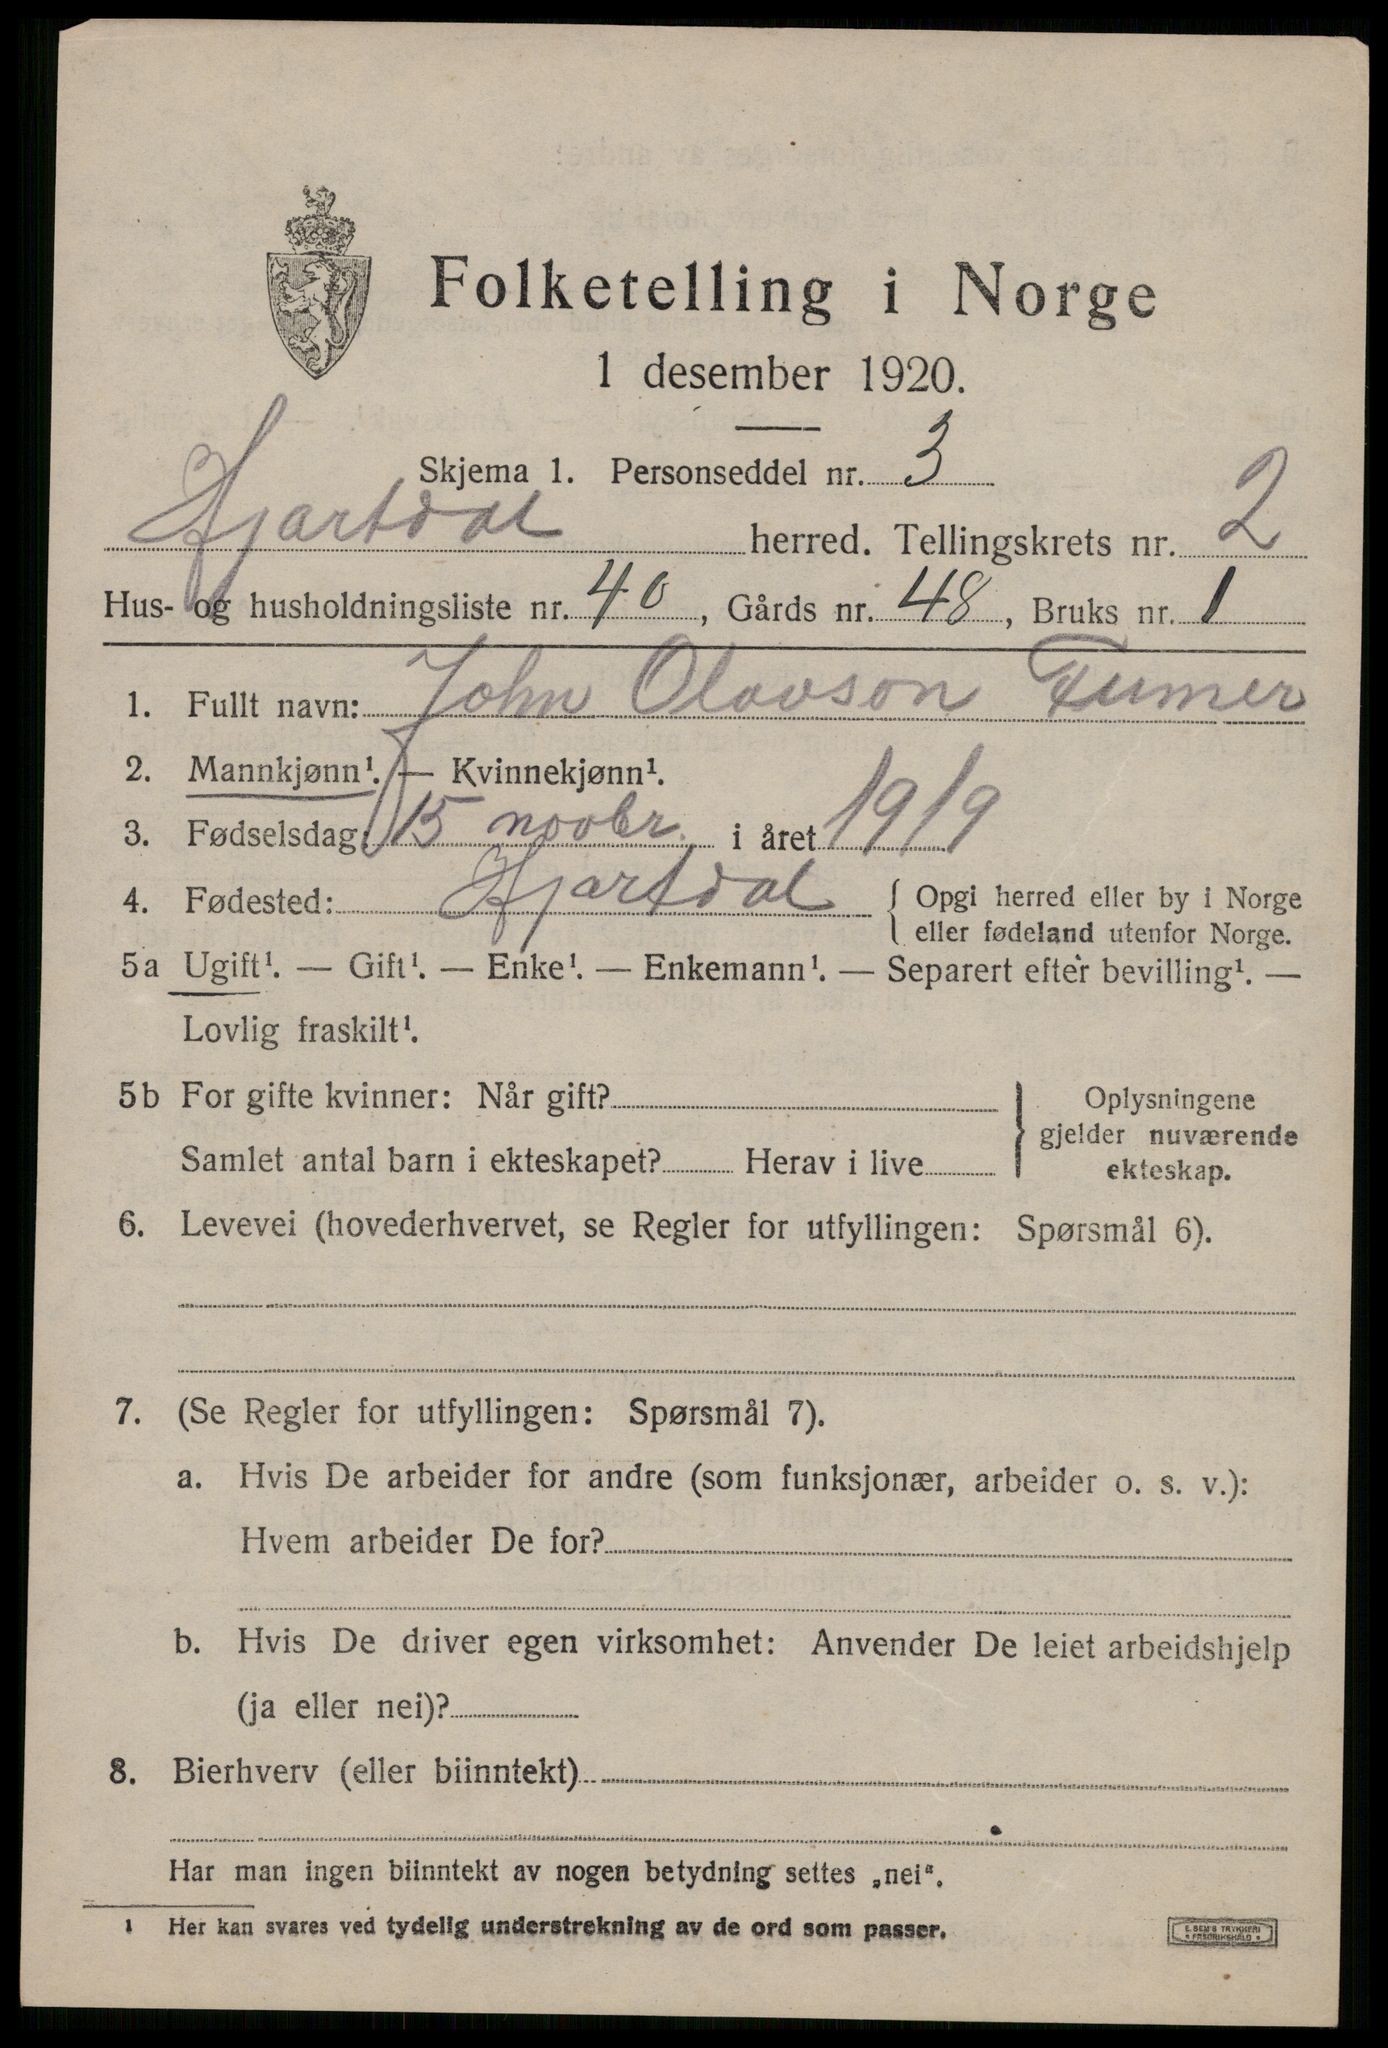 Folketelling i Norge
1 desember 1920.
Skjema 1. Personseddel nr. 3
Hjartdal herred. Tellingskrets nr. 2
Hus- og husholdningsliste nr. 40, Gårds nr. 48, Bruks nr. 1
1. Fullt navn: John Olavson Tumer
2. Mannkjønn¹. — Kvinnekjønn¹.
3. Fødselsdag: 15 novbr. i året 1919
4. Fødested: Hjartdal { Opgi herred eller by i Norge
eller fødeland utenfor Norge.
5a Ugift¹. — Gift¹. — Enke¹. — Enkemann¹. — Separert efter bevilling¹. —
Lovlig fraskilt¹.
5b For gifte kvinner: Når gift?
Samlet antal barn i ekteskapet? Herav i live
} Oplysningene
gjelder nuværende
ekteskap.
6. Levevei (hovederhvervet, se Regler for utfyllingen: Spørsmål 6).
7. (Se Regler for utfyllingen: Spørsmål 7).
a. Hvis De arbeider for andre (som funksjonær, arbeider o. s. v.):
Hvem arbeider De for?
b. Hvis De driver egen virksomhet: Anvender De leiet arbeidshjelp
(ja eller nei)?
8. Bierhverv (eller biinntekt)
Har man ingen biinntekt av nogen betydning settes „nei“.
¹ Her kan svares ved tydelig understrekning av de ord som passer.
E. SEM'S TRYKKERI
FREDRIKSHALD